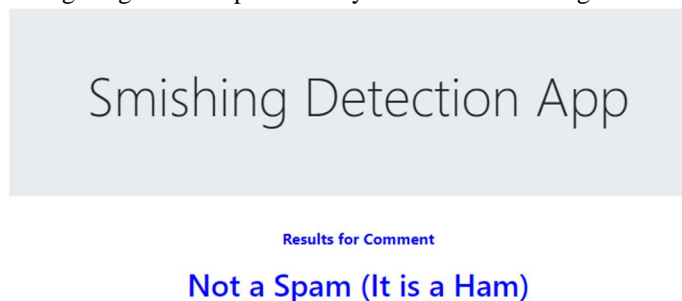 Smishing Detection App
Results for Comment
Not a Spam (It is a Ham)